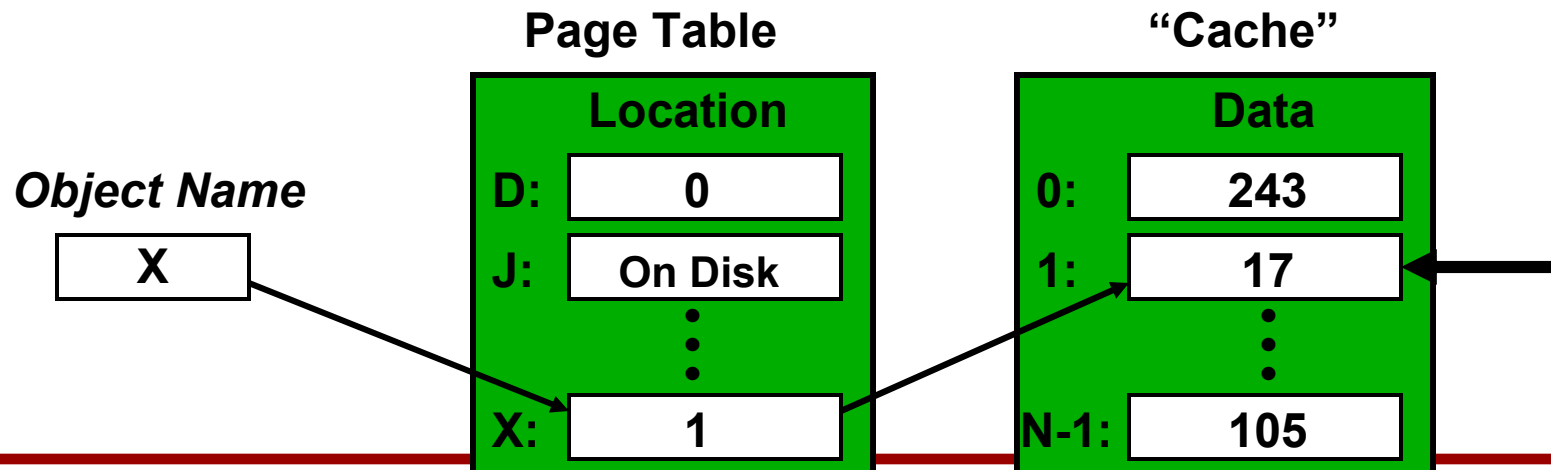 Page Table
“Cache”
Location
Data
Object Name
X
D:
0
J:
On Disk
X:
1
0:
243
1:
17
N-1:
105